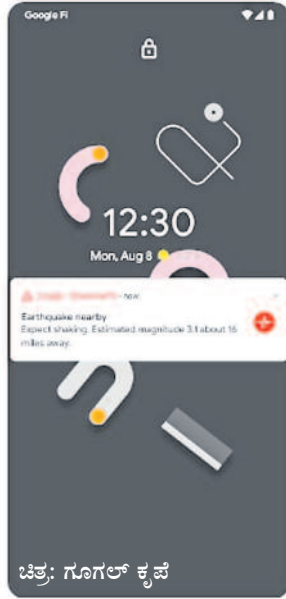 Google Fi
12:30
Mon, Aug 8
now
Earthquake nearby
Expect shaking. Estimated magnitude 3.1 about 16
miles away.
ಚಿತ್ರ: ಗೂಗಲ್ ಕೃಪೆ